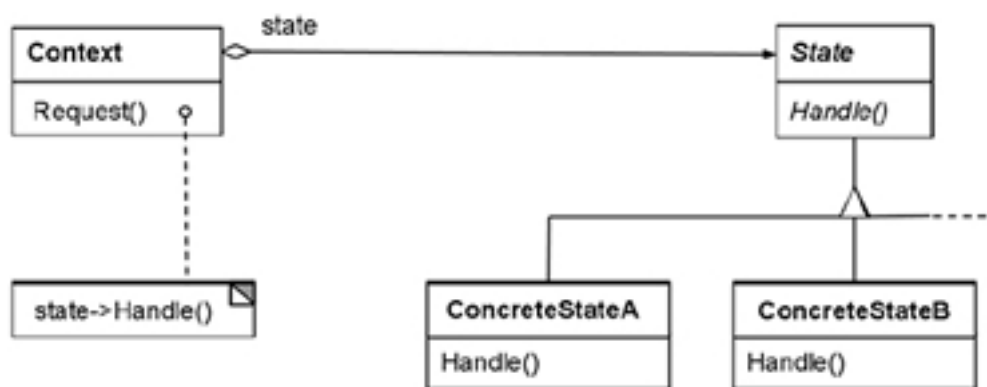 state
Context
State
Request()
Handle()
state->Handle()
ConcreteStateA
ConcreteStateB
Handle()
Handle()